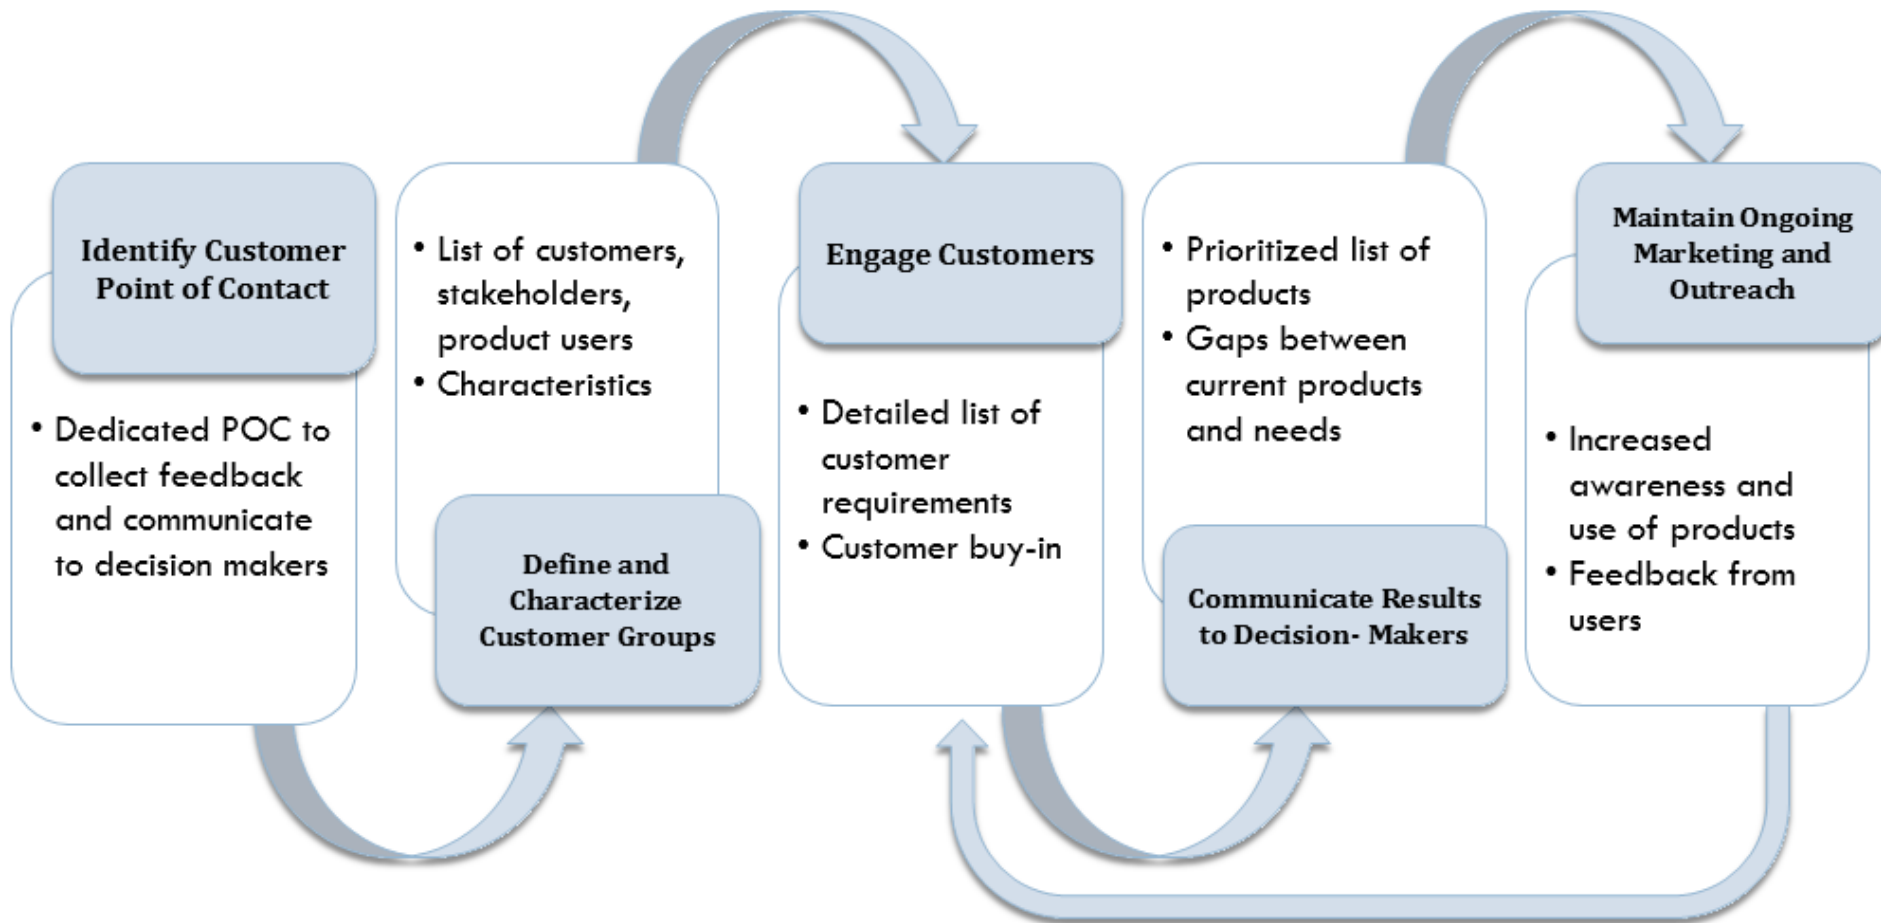 Identify Customer
Point of Contact
• Dedicated POC to
collect feedback
and communicate
to decision makers
• List of customers,
stakeholders,
product users
• Characteristics
Define and
Characterize
Customer Groups
Engage Customers
• Detailed list of
customer
requirements
• Customer buy-in
• Prioritized list of
products
• Gaps between
current products
and needs
Communicate Results
to Decision- Makers
Maintain Ongoing
Marketing and
Outreach
• Increased
awareness and
use of products
• Feedback from
users